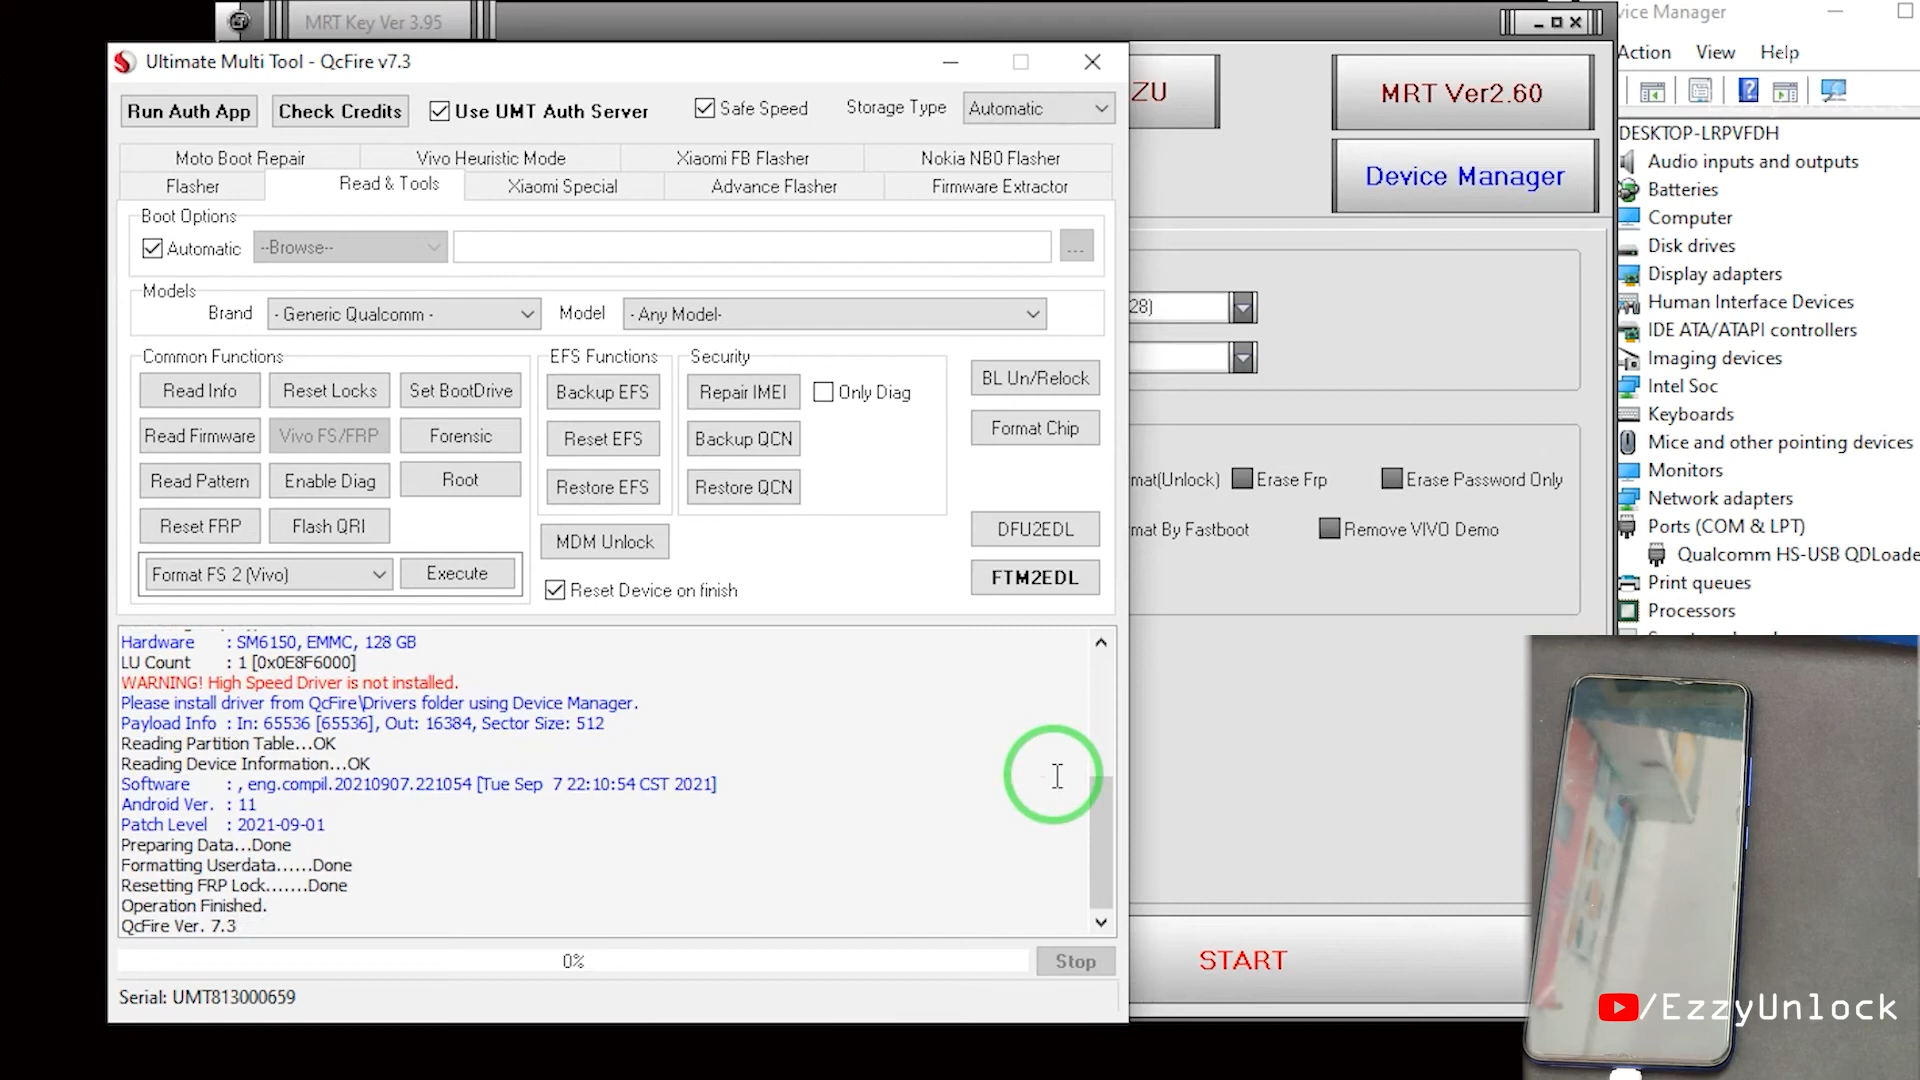 MRT Key Ver 3.95
Ultimate Multi Tool - QcFire v7.3
Run Auth App
Check Credits
Use UMT Auth Server
Safe Speed
Storage Type
Automatic
Moto Boot Repair
Vivo Heuristic Mode
Xiaomi FB Flasher
Nokia NB0 Flasher
Flasher
Read & Tools
Xiaomi Special
Advance Flasher
Firmware Extractor
Boot Options
Automatic
--Browse--
...
Models
Brand
- Generic Qualcomm -
Model
- Any Model-
Common Functions
Read Info
Reset Locks
Set BootDrive
Read Firmware
Vivo FS/FRP
Forensic
Read Pattern
Enable Diag
Root
Reset FRP
Flash QRI
Format FS 2 (Vivo)
Execute
EFS Functions
Backup EFS
Reset EFS
Restore EFS
MDM Unlock
Reset Device on finish
Security
Repair IMEI
Only Diag
Backup QCN
Restore QCN
BL Un/Relock
Format Chip
DFU2EDL
FTM2EDL
Hardware : SM6150, EMMC, 128 GB
LU Count : 1 [0x0E8F6000]
WARNING! High Speed Driver is not installed.
Please install driver from QcFire\Drivers folder using Device Manager.
Payload Info : In: 65536 [65536], Out: 16384, Sector Size: 512
Reading Partition Table...OK
Reading Device Information...OK
Software : , eng.compil.20210907.221054 [Tue Sep 7 22:10:54 CST 2021]
Android Ver. : 11
Patch Level : 2021-09-01
Preparing Data...Done
Formatting Userdata......Done
Resetting FRP Lock.......Done
Operation Finished.
QcFire Ver. 7.3
0%
Stop
Serial: UMT813000659
ZU
MRT Ver2.60
Device Manager
28)
mat(Unlock)
Erase Frp
Erase Password Only
mat By Fastboot
Remove VIVO Demo
START
vice Manager
Action View Help
DESKTOP-LRPVFDH
Audio inputs and outputs
Batteries
Computer
Disk drives
Display adapters
Human Interface Devices
IDE ATA/ATAPI controllers
Imaging devices
Intel Soc
Keyboards
Mice and other pointing devices
Monitors
Network adapters
Ports (COM & LPT)
Qualcomm HS-USB QDLoade
Print queues
Processors
/EzzyUnlock